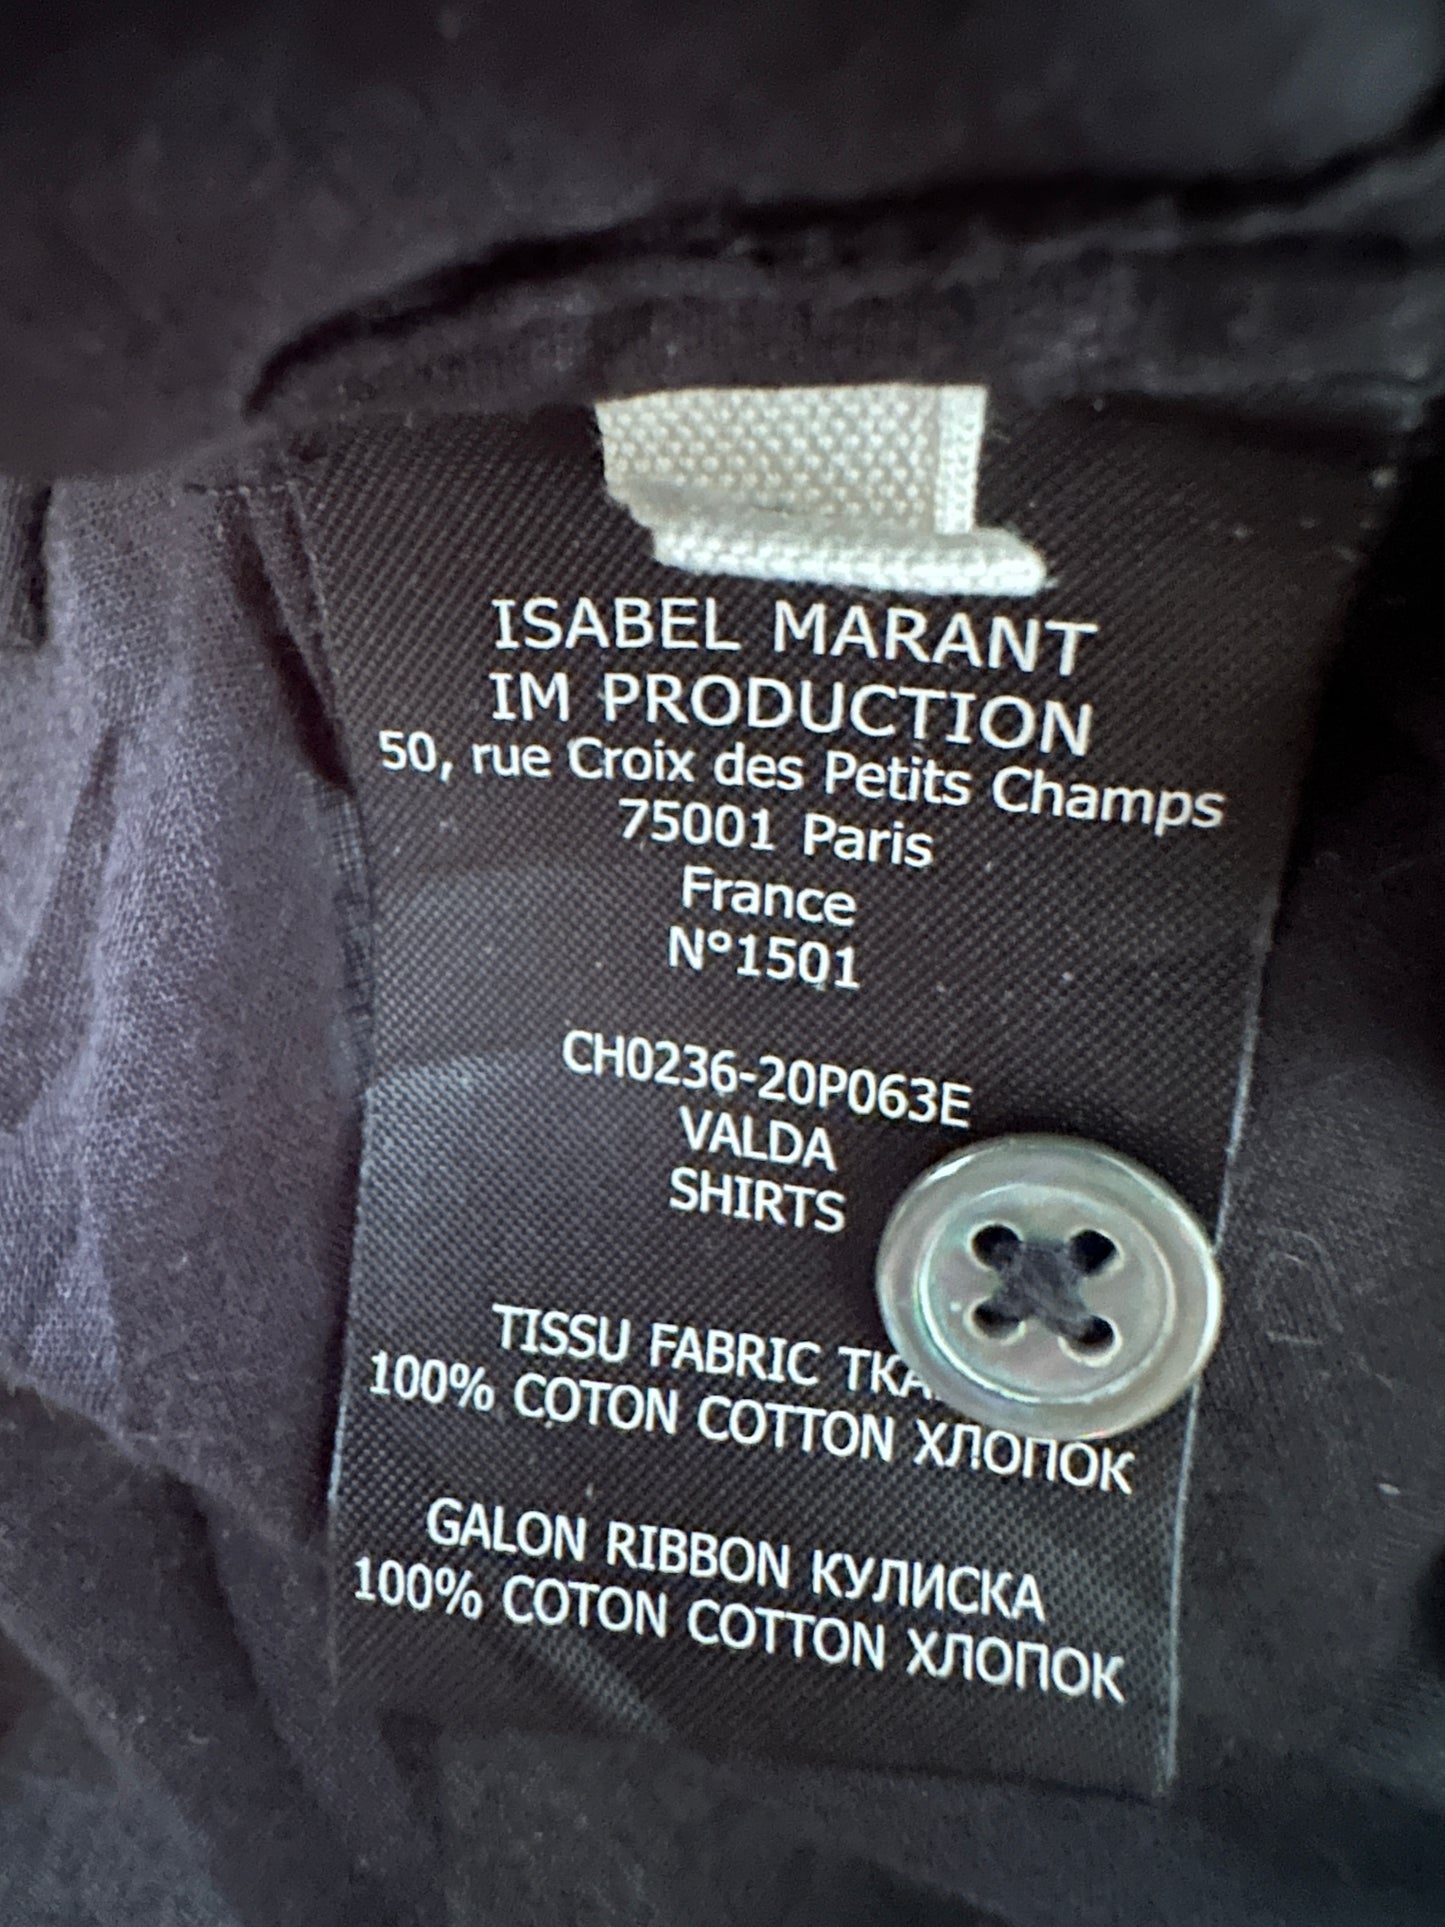 ISABEL MARANT
IM PRODUCTION
50, rue Croix des Petits Champs
75001 Paris
France
N°1501
CH0236-20P063E
VALDA
SHIRTS
TISSU FABRIC
100% COTON COTTON ХЛОПОК
GALON RIBBON КУЛИСКА
100% COTON COTTON ХЛОПОК